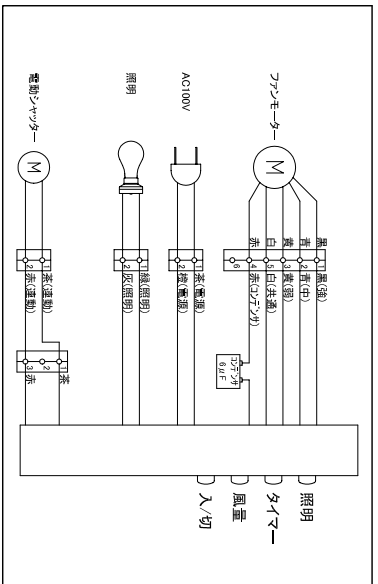 照明
タイマー
風量
入/切
ファンモーター
M
黒 1 黒(強)
青 2 青(中)
黄 3 黄(弱)
白 5 白(共通)
赤 4 赤(コンデンサ)
6
コンデンサ
6μF
AC100V
1 茶(電源)
2 橙(電源)
照明
1 緑(照明)
2 灰(照明)
電動シャッター
M
1 茶(連動)
2 赤(連動)
1 茶
2
3 赤